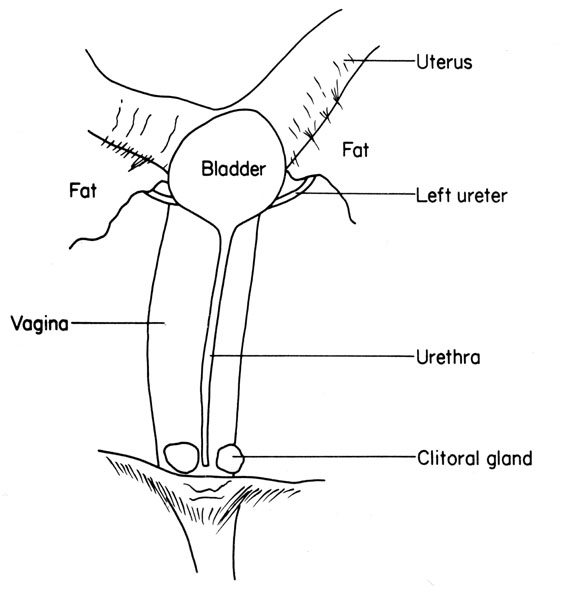 Uterus
Fat
Bladder
Fat
Left ureter
Vagina
Urethra
Clitoral gland